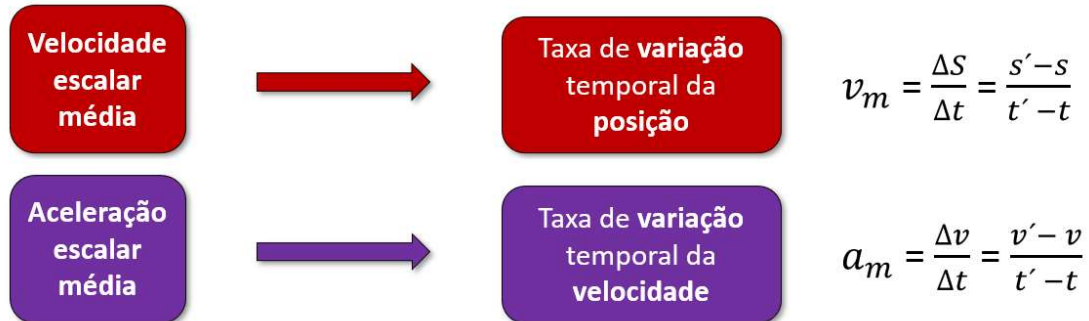 Velocidade
escalar
média
Taxa de variação
temporal da
posição
v_m = ΔS/Δt = s´−s/t´−t
Aceleração
escalar
média
Taxa de variação
temporal da
velocidade
a_m = Δv/Δt = v´− v/t´ −t